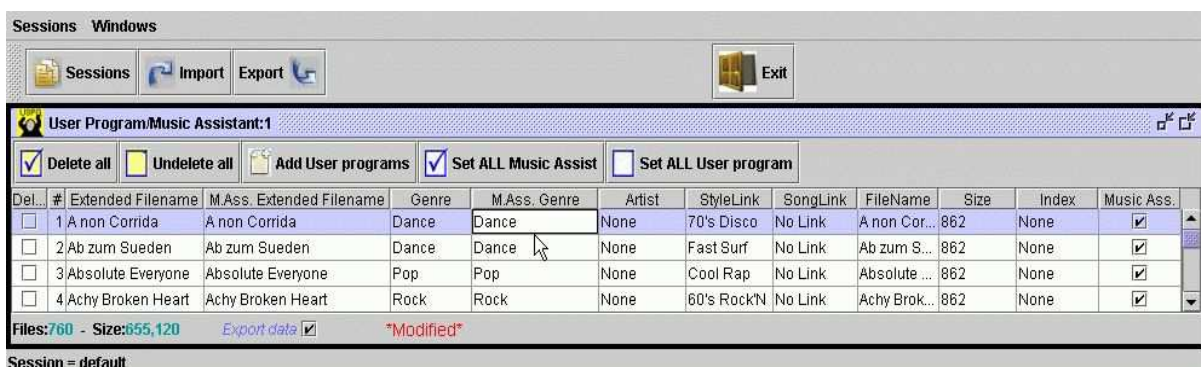 Sessions Windows
Sessions Import Export Exit
User Program/Music Assistant:1
Delete all Undelete all Add User programs Set ALL Music Assist Set ALL User program
Del... # Extended Filename M.Ass. Extended Filename Genre M.Ass. Genre Artist StyleLink SongLink FileName Size Index Music Ass.
1 A non Corrida A non Corrida Dance Dance None 70's Disco No Link A non Cor... 862 None
2 Ab zum Sueden Ab zum Sueden Dance Dance None Fast Surf No Link Ab zum S... 862 None
3 Absolute Everyone Absolute Everyone Pop Pop None Cool Rap No Link Absolute ... 862 None
4 Achy Broken Heart Achy Broken Heart Rock Rock None 60's Rock'N No Link Achy Brok... 862 None
Files:760 - Size:655,120 Export data *Modified*
Session = default